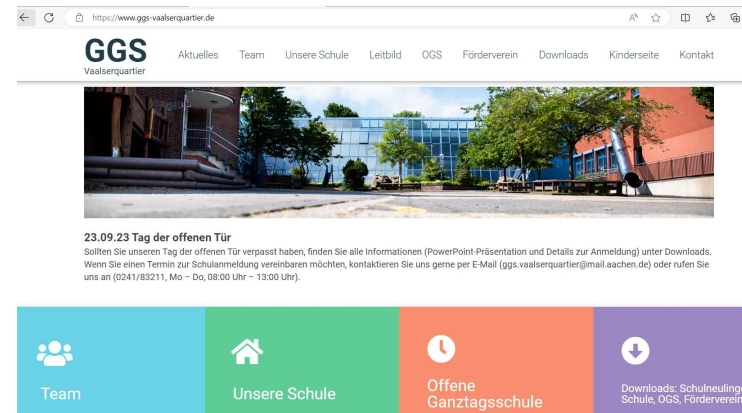 https://www.ggs-vaalserquartier.de
GGS
Vaalserquartier
Aktuelles Team Unsere Schule Leitbild OGS Förderverein Downloads Kinderseite Kontakt
23.09.23 Tag der offenen Tür
Sollten Sie unseren Tag der offenen Tür verpasst haben, finden Sie alle Informationen (PowerPoint-Präsentation und Details zur Anmeldung) unter Downloads.
Wenn Sie einen Termin zur Schulanmeldung vereinbaren möchten, kontaktieren Sie uns gerne per E-Mail (ggs.vaalserquartier@mail.aachen.de) oder rufen Sie
uns an (0241/83211, Mo – Do, 08:00 Uhr – 13:00 Uhr).
Team
Unsere Schule
Offene
Ganztagsschule
Downloads: Schulneulinge
Schule, OGS, Förderverein